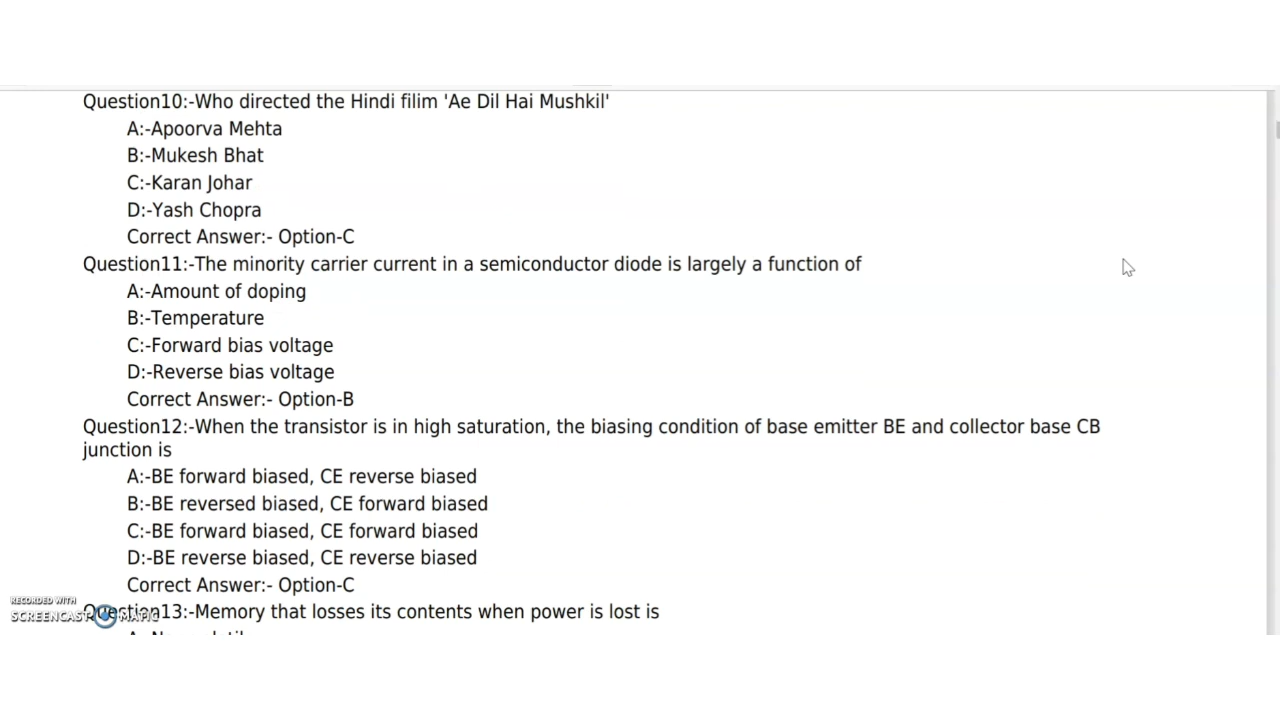 Question10:-Who directed the Hindi filim 'Ae Dil Hai Mushkil'
A:-Apoorva Mehta
B:-Mukesh Bhat
C:-Karan Johar
D:-Yash Chopra
Correct Answer:- Option-C
Question11:-The minority carrier current in a semiconductor diode is largely a function of
A:-Amount of doping
B:-Temperature
C:-Forward bias voltage
D:-Reverse bias voltage
Correct Answer:- Option-B
Question12:-When the transistor is in high saturation, the biasing condition of base emitter BE and collector base CB
junction is
A:-BE forward biased, CE reverse biased
B:-BE reversed biased, CE forward biased
C:-BE forward biased, CE forward biased
D:-BE reverse biased, CE reverse biased
Correct Answer:- Option-C
RECORDED WITH
SCREENCAST MATIC
Question13:-Memory that losses its contents when power is lost is